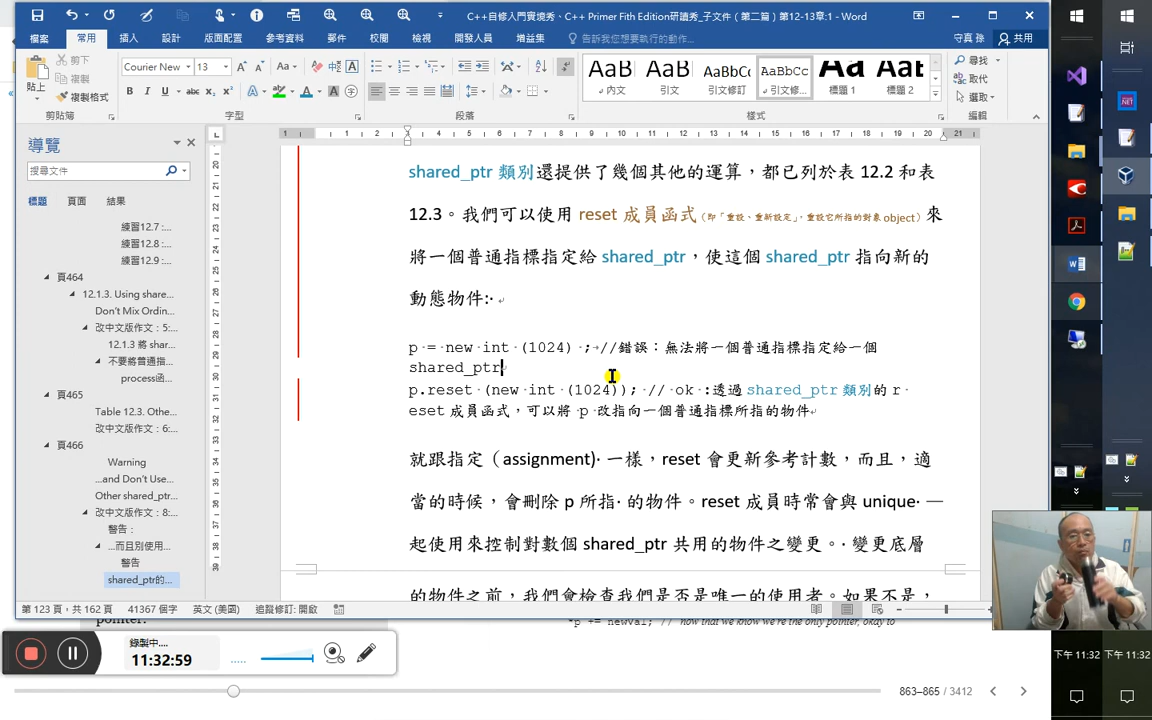 C++自修入門實境秀、C++ Primer Fith Edition研讀秀_子文件（第二篇）第12-13章:1 - Word
檔案 常用 插入 設計 版面配置 參考資料 郵件 校閱 檢視 開發人員 增益集 告訴我您想要執行的動作... 守真 孫 共用
剪下
複製
複製格式
貼上
剪貼簿
Courier New 13
字型
段落
AaB AaB AaBbCc AaBbCc AaB Aat
內文 引文 引文修訂 引文修... 標題 1 標題 2
樣式
尋找
取代
選取
編輯
導覽
搜尋文件
標題 頁面 結果
練習12.7 :...
練習12.8 :...
練習12.9 :...
頁464
12.1.3. Using share...
Don't Mix Ordin...
改中文版作文：5:...
12.1.3 將 shar...
不要將普通指...
process函...
頁465
Table 12.3. Othe...
改中文版作文：6:...
頁466
Warning
...and Don't Use...
Other shared_ptr...
改中文版作文：8:...
警告：
...而且別使用...
警告
shared_ptr的...
shared_ptr 類別還提供了幾個其他的運算，都已列於表 12.2 和表
12.3。我們可以使用 reset 成員函式（即「重設、重新設定」，重設它所指的對象 object）來
將一個普通指標指定給 shared_ptr，使這個 shared_ptr 指向新的
動態物件:
p = new int (1024) ; //錯誤：無法將一個普通指標指定給一個
shared_ptr
p.reset (new int (1024)); // ok :透過 shared_ptr 類別的 r
eset 成員函式，可以將 p 改指向一個普通指標所指的物件
就跟指定（assignment) 一樣，reset 會更新參考計數，而且，適
當的時候，會刪除 p 所指 的物件。reset 成員時常會與 unique 一
起使用來控制對數個 shared_ptr 共用的物件之變更。 變更底層
的物件之前，我們會檢查我們是否是唯一的使用者。如果不是，
第 123 頁，共 162 頁 41367 個字 英文 (美國) 追蹤修訂: 開啟
pointer:
*p += newVal; // now that we know we're the only pointer, okay to
錄製中...
11:32:59
863–865 / 3412
下午 11:32 下午 11:32